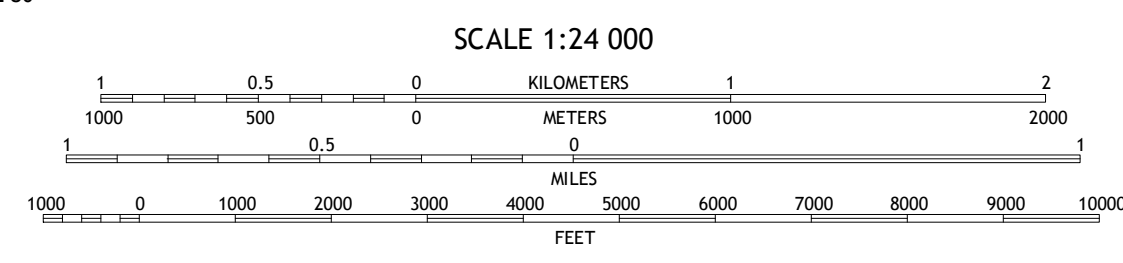 SCALE 1:24 000
1 0.5 0 KILOMETERS 1 2
1000 500 0 METERS 1000 2000
1 0.5 0 1
MILES
1000 0 1000 2000 3000 4000 5000 6000 7000 8000 9000 10000
FEET